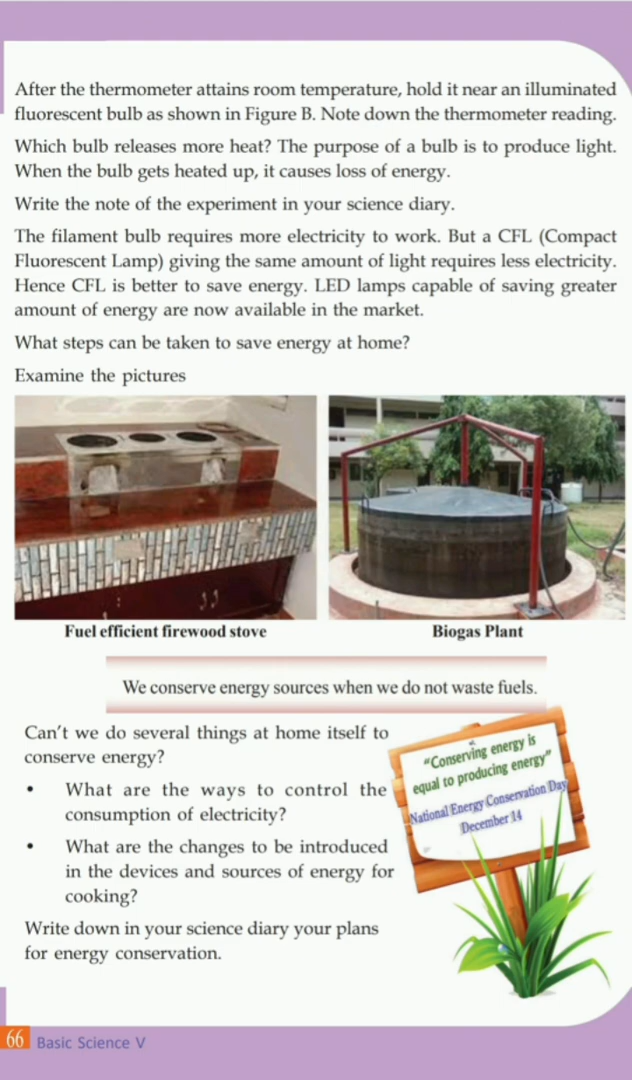 After the thermometer attains room temperature, hold it near an illuminated
fluorescent bulb as shown in Figure B. Note down the thermometer reading.
Which bulb releases more heat? The purpose of a bulb is to produce light.
When the bulb gets heated up, it causes loss of energy.
Write the note of the experiment in your science diary.
The filament bulb requires more electricity to work. But a CFL (Compact
Fluorescent Lamp) giving the same amount of light requires less electricity.
Hence CFL is better to save energy. LED lamps capable of saving greater
amount of energy are now available in the market.
What steps can be taken to save energy at home?
Examine the pictures
Fuel efficient firewood stove
Biogas Plant
We conserve energy sources when we do not waste fuels.
Can't we do several things at home itself to
conserve energy?
• What are the ways to control the
consumption of electricity?
• What are the changes to be introduced
in the devices and sources of energy for
cooking?
Write down in your science diary your plans
for energy conservation.
"Conserving energy is
equal to producing energy"
National Energy Conservation Day
December 14
66 Basic Science V